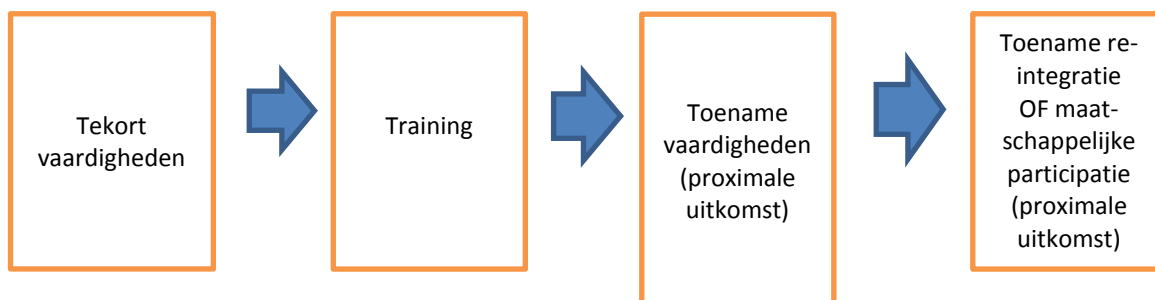 Tekort
vaardigheden
Training
Toename
vaardigheden
(proximale
uitkomst)
Toename re-
integratie
OF maat-
schappelijke
participatie
(proximale
uitkomst)